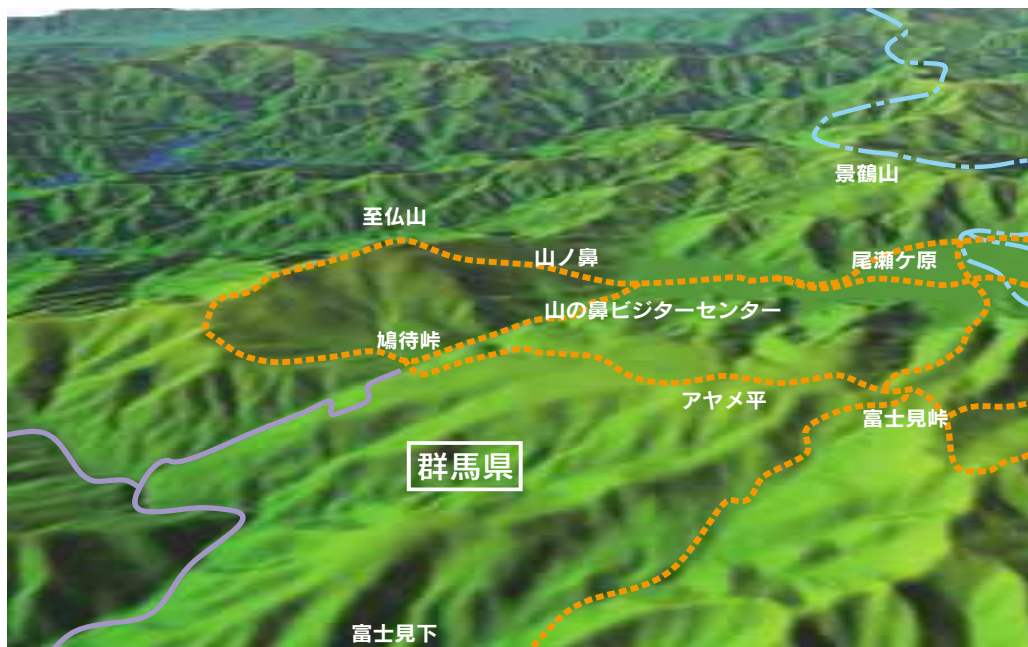 景鶴山
至仏山
山ノ鼻
尾瀬ケ原
山の鼻ビジターセンター
鳩待峠
アヤメ平
富士見峠
群馬県
富士見下